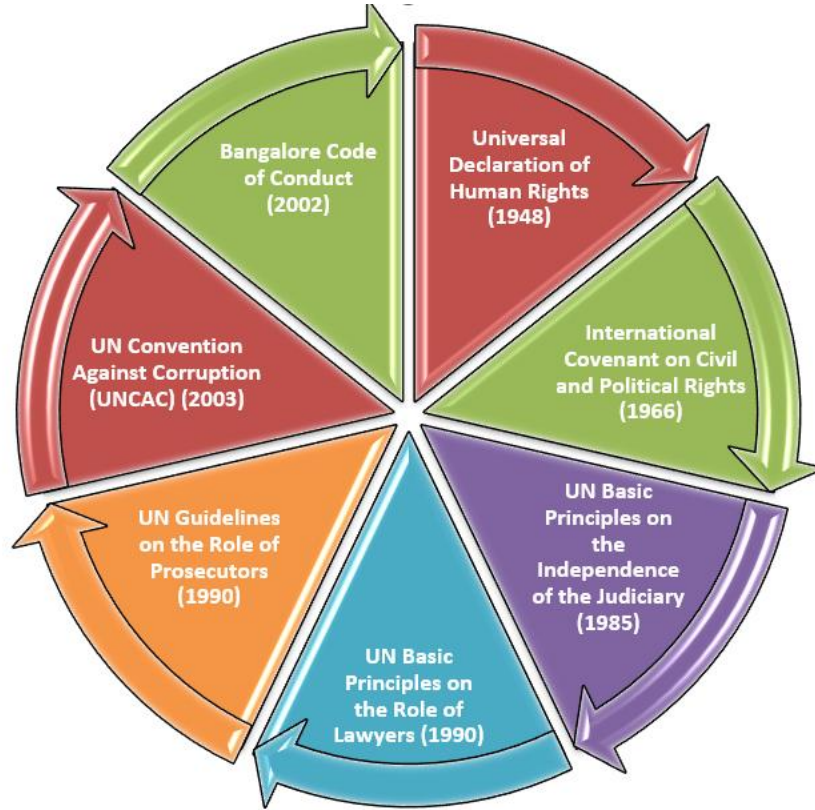 Universal
Declaration of
Human Rights
(1948)
International
Covenant on Civil
and Political Rights
(1966)
UN Basic
Principles on
the
Independence
of the Judiciary
(1985)
UN Basic
Principles on
the Role of
Lawyers (1990)
UN Guidelines
on the Role of
Prosecutors
(1990)
UN Convention
Against Corruption
(UNCAC) (2003)
Bangalore Code
of Conduct
(2002)